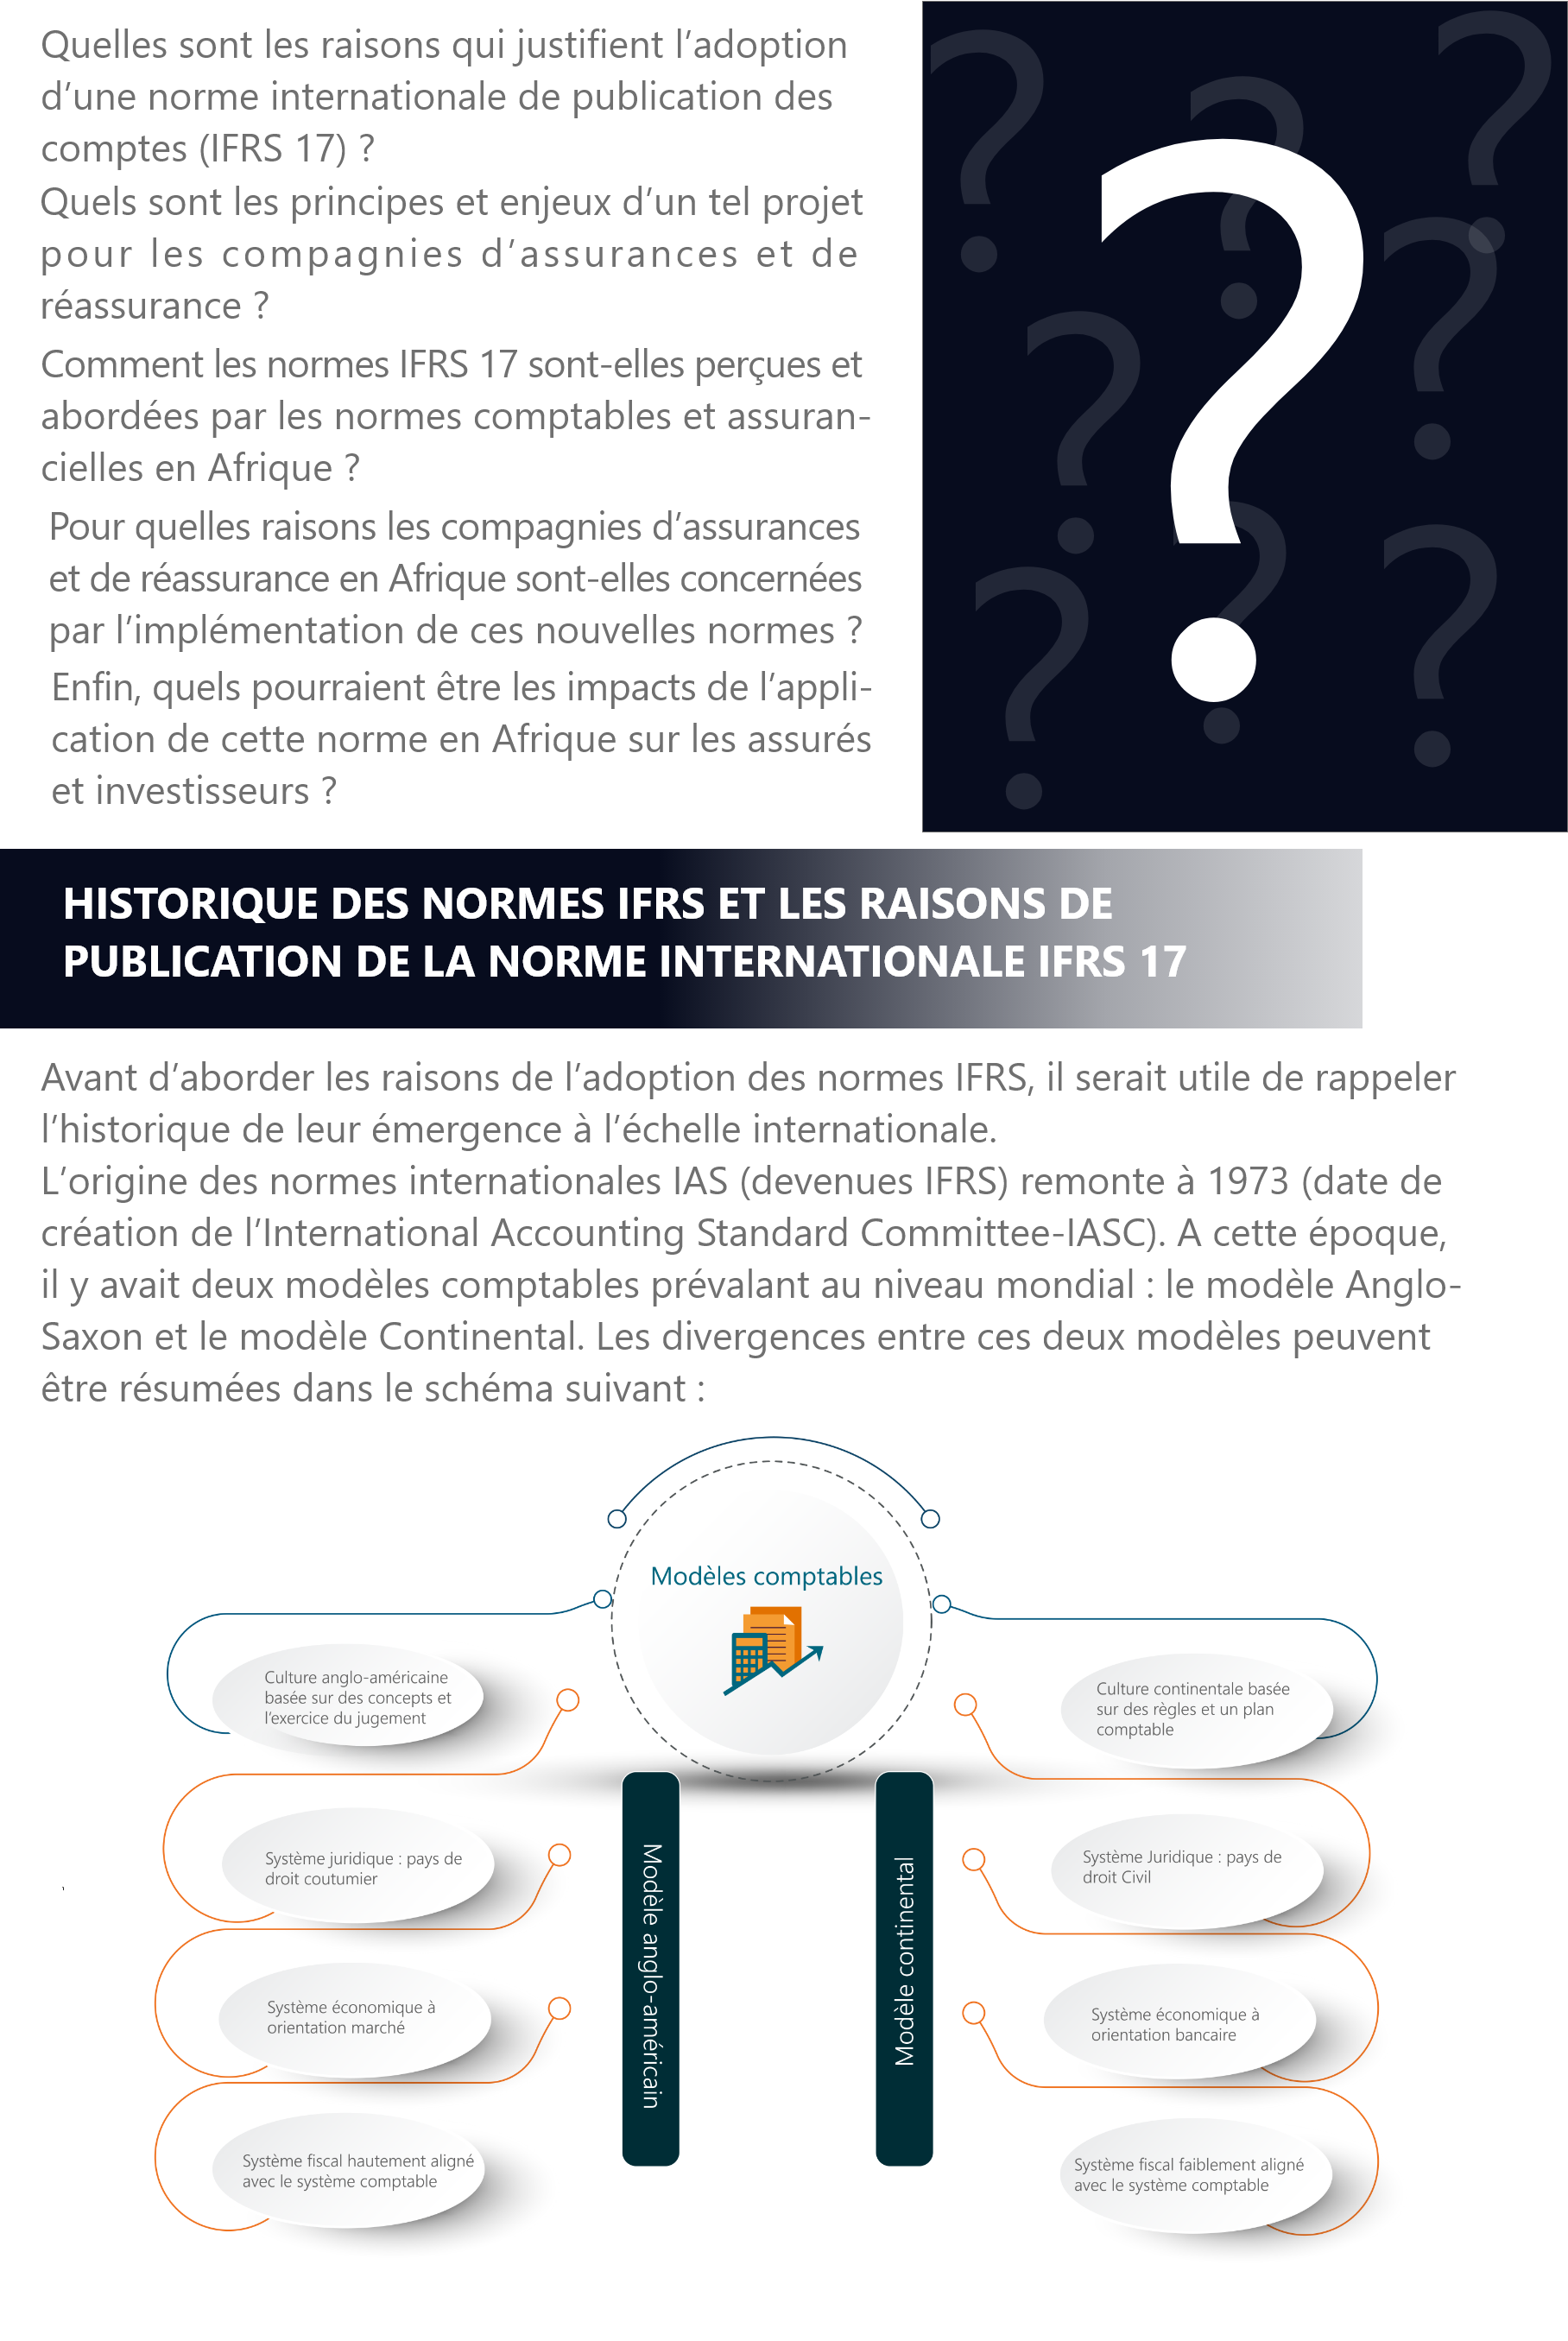 Quelles sont les raisons qui justifient l’adoption
d’une norme internationale de publication des
comptes (IFRS 17) ?
Quels sont les principes et enjeux d’un tel projet
pour les compagnies d’assurances et de
réassurance ?
Comment les normes IFRS 17 sont-elles perçues et
abordées par les normes comptables et assuran-
cielles en Afrique ?
Pour quelles raisons les compagnies d’assurances
et de réassurance en Afrique sont-elles concernées
par l’implémentation de ces nouvelles normes ?
Enfin, quels pourraient être les impacts de l’appli-
cation de cette norme en Afrique sur les assurés
et investisseurs ?
HISTORIQUE DES NORMES IFRS ET LES RAISONS DE
PUBLICATION DE LA NORME INTERNATIONALE IFRS 17
Avant d’aborder les raisons de l’adoption des normes IFRS, il serait utile de rappeler
l’historique de leur émergence à l’échelle internationale.
L’origine des normes internationales IAS (devenues IFRS) remonte à 1973 (date de
création de l’International Accounting Standard Committee-IASC). A cette époque,
il y avait deux modèles comptables prévalant au niveau mondial : le modèle Anglo-
Saxon et le modèle Continental. Les divergences entre ces deux modèles peuvent
être résumées dans le schéma suivant :
Modèles comptables
Modèle anglo-américain
Culture anglo-américaine
basée sur des concepts et
l’exercice du jugement
Système juridique : pays de
droit coutumier
Système économique à
orientation marché
Système fiscal hautement aligné
avec le système comptable
Modèle continental
Culture continentale basée
sur des règles et un plan
comptable
Système Juridique : pays de
droit Civil
Système économique à
orientation bancaire
Système fiscal faiblement aligné
avec le système comptable